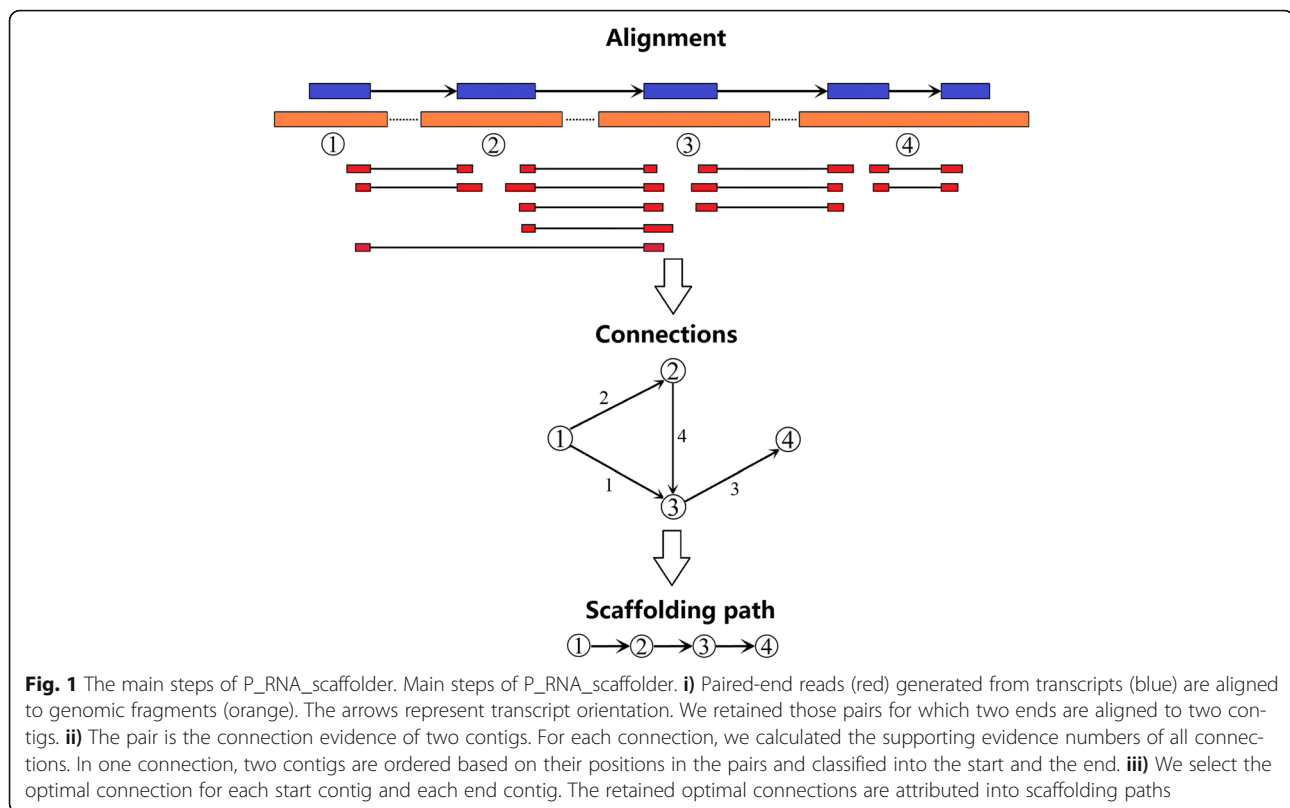 Alignment
① ② ③ ④
Connections
②
2
①
4
④
1
3
③
Scaffolding path
① ② ③ ④
Fig. 1 The main steps of P_RNA_scaffolder. Main steps of P_RNA_scaffolder. i) Paired-end reads (red) generated from transcripts (blue) are aligned
to genomic fragments (orange). The arrows represent transcript orientation. We retained those pairs for which two ends are aligned to two con-
tigs. ii) The pair is the connection evidence of two contigs. For each connection, we calculated the supporting evidence numbers of all connec-
tions. In one connection, two contigs are ordered based on their positions in the pairs and classified into the start and the end. iii) We select the
optimal connection for each start contig and each end contig. The retained optimal connections are attributed into scaffolding paths